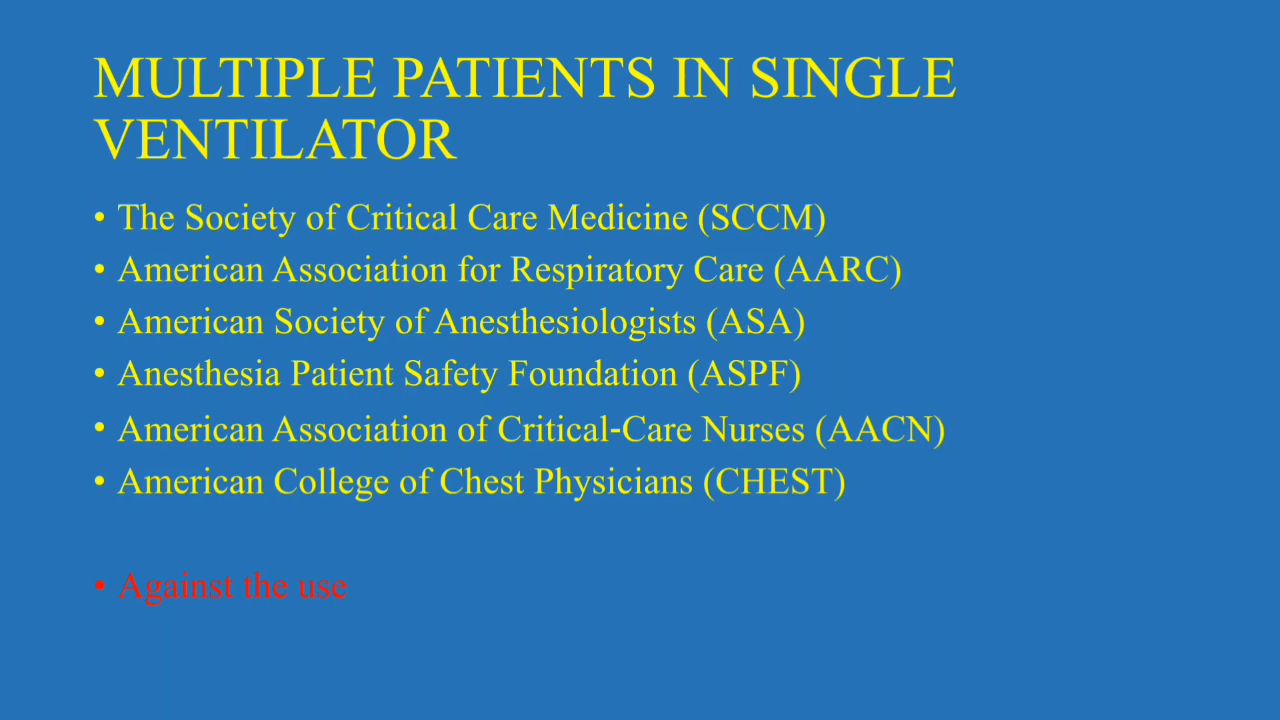 MULTIPLE PATIENTS IN SINGLE
VENTILATOR
• The Society of Critical Care Medicine (SCCM)
• American Association for Respiratory Care (AARC)
• American Society of Anesthesiologists (ASA)
• Anesthesia Patient Safety Foundation (ASPF)
• American Association of Critical-Care Nurses (AACN)
• American College of Chest Physicians (CHEST)
• Against the use